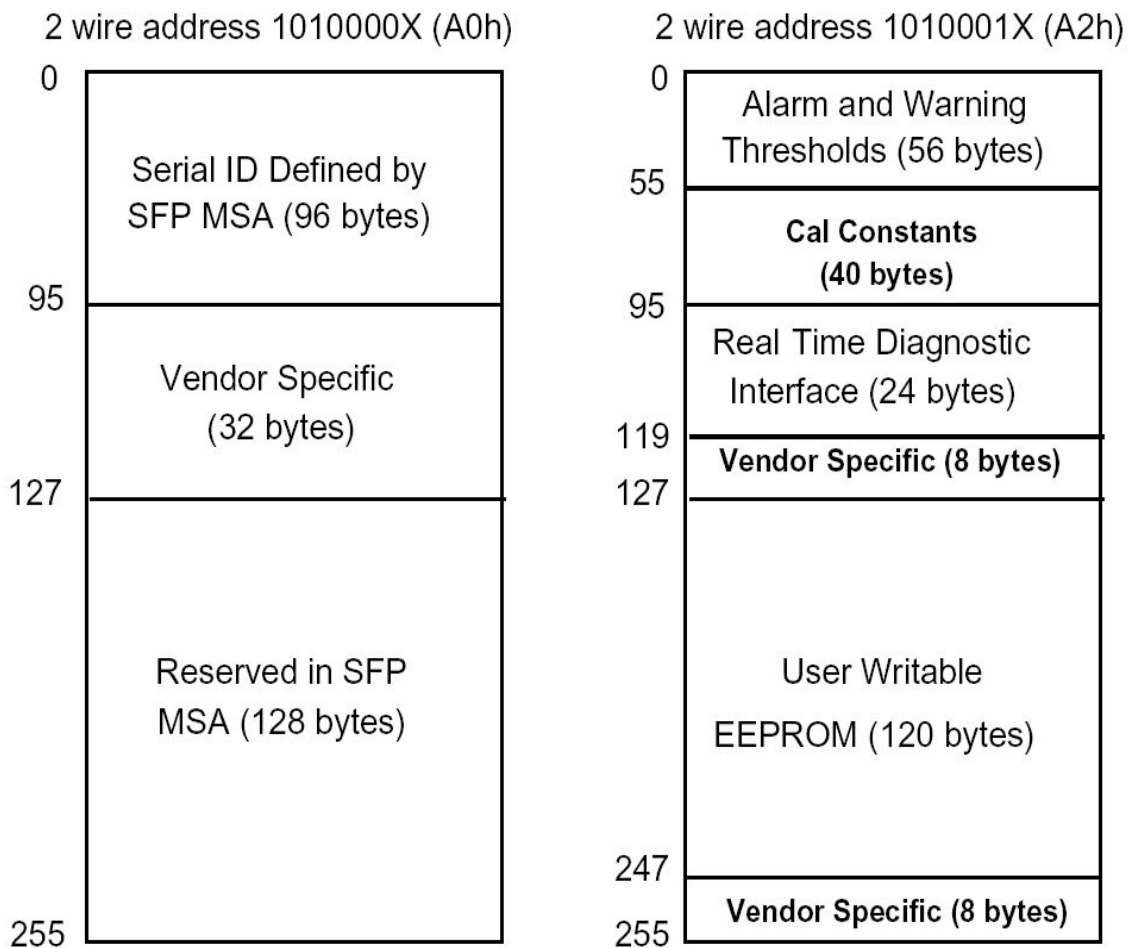 2 wire address 1010000X (A0h)
0
Serial ID Defined by
SFP MSA (96 bytes)
95
Vendor Specific
(32 bytes)
127
Reserved in SFP
MSA (128 bytes)
255
2 wire address 1010001X (A2h)
0
Alarm and Warning
Thresholds (56 bytes)
55
Cal Constants
(40 bytes)
95
Real Time Diagnostic
Interface (24 bytes)
119
Vendor Specific (8 bytes)
127
User Writable
EEPROM (120 bytes)
247
Vendor Specific (8 bytes)
255